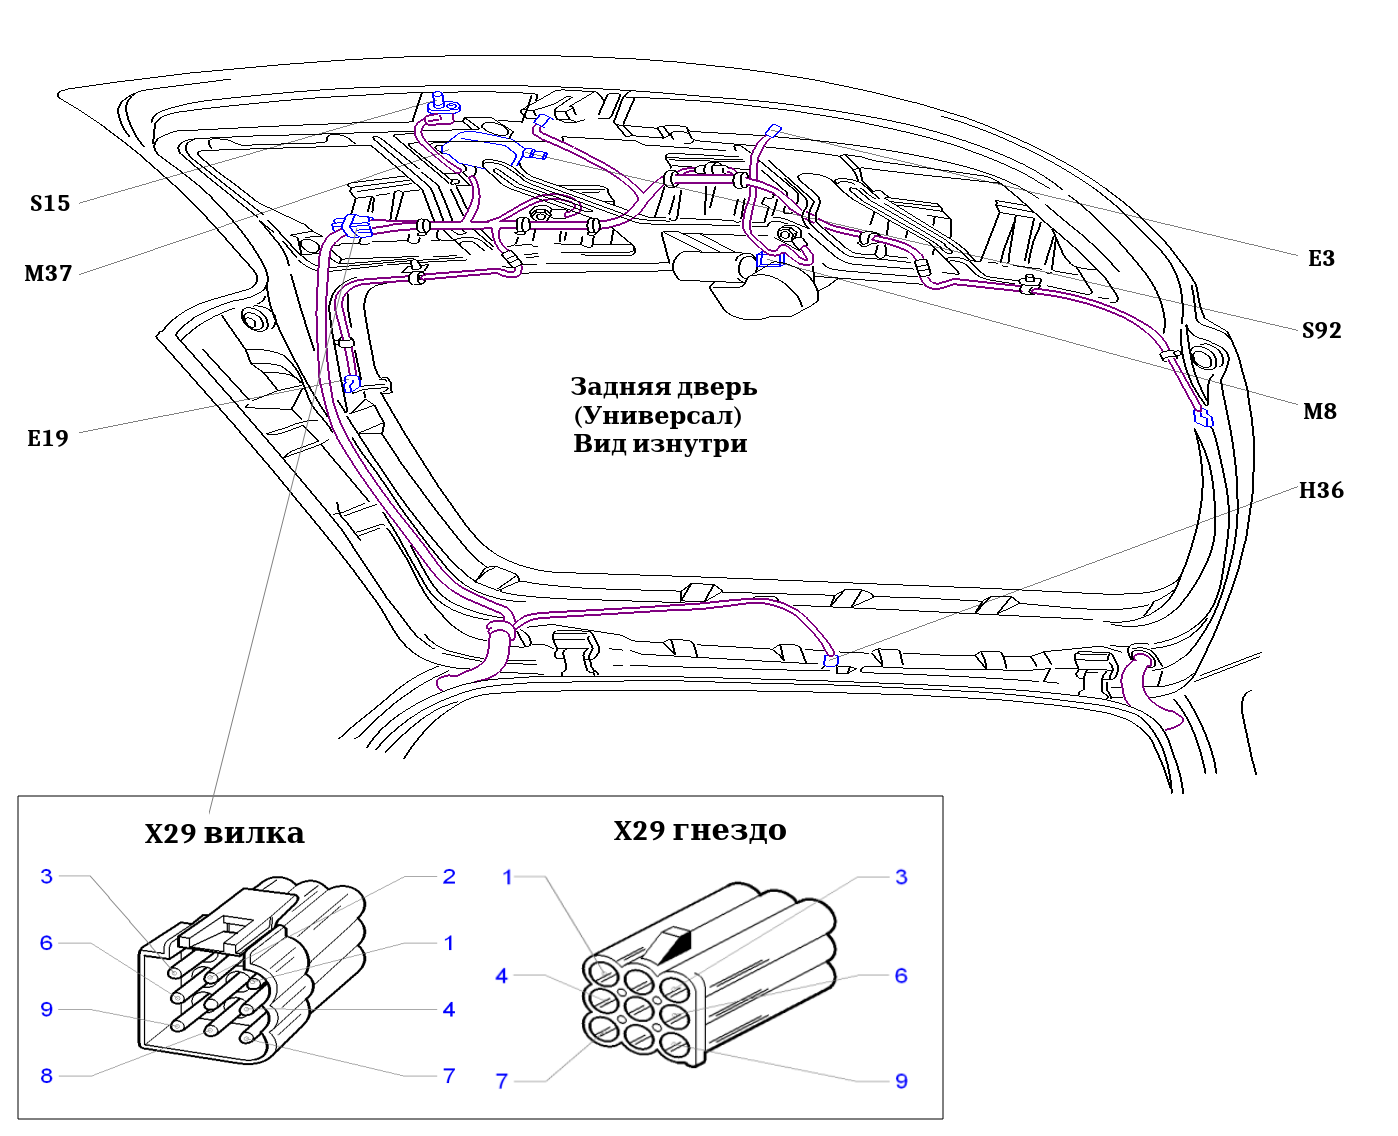 S15
M37
E3
S92
Задняя дверь
(Универсал)
Вид изнутри
M8
E19
H36
X29 вилка
X29 гнездо
3
2
1
3
6
1
4
6
9
4
8
7
7
9